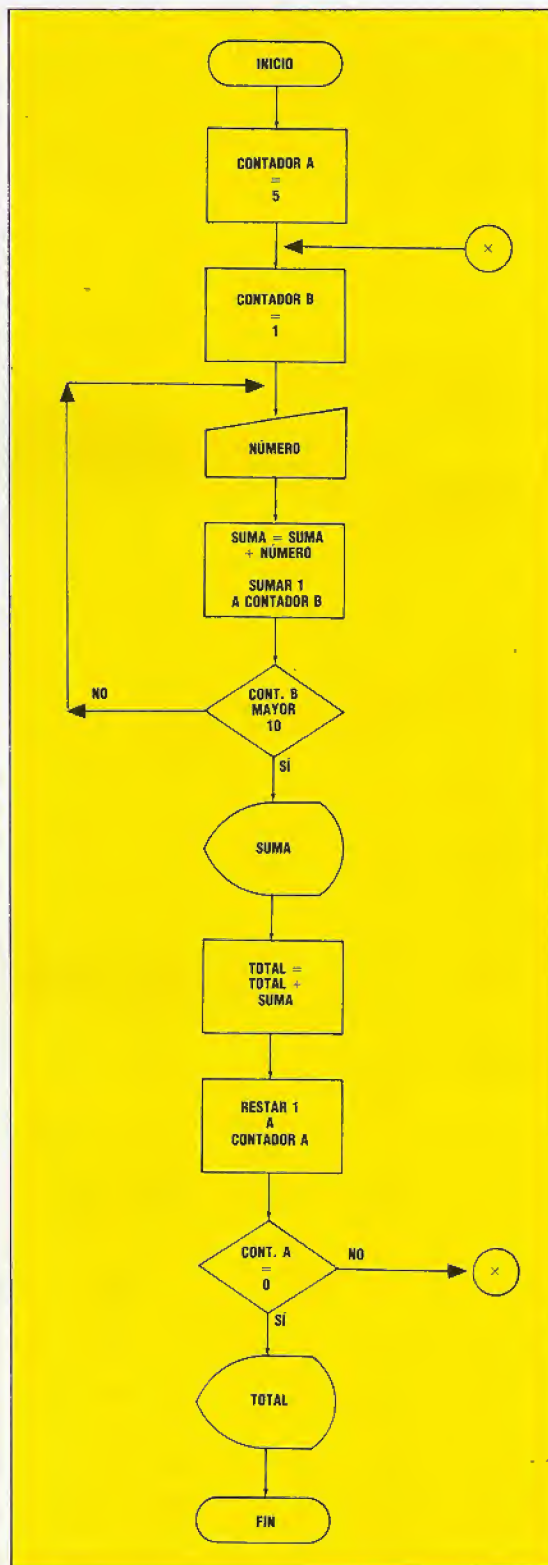 INICIO
CONTADOR A
=
5
×
CONTADOR B
=
1
NÚMERO
SUMA = SUMA
+ NÚMERO
SUMAR 1
A CONTADOR B
CONT. B
MAYOR
10
NO
SÍ
SUMA
TOTAL =
TOTAL +
SUMA
RESTAR 1
A
CONTADOR A
CONT. A
=
0
NO
×
SÍ
TOTAL
FIN